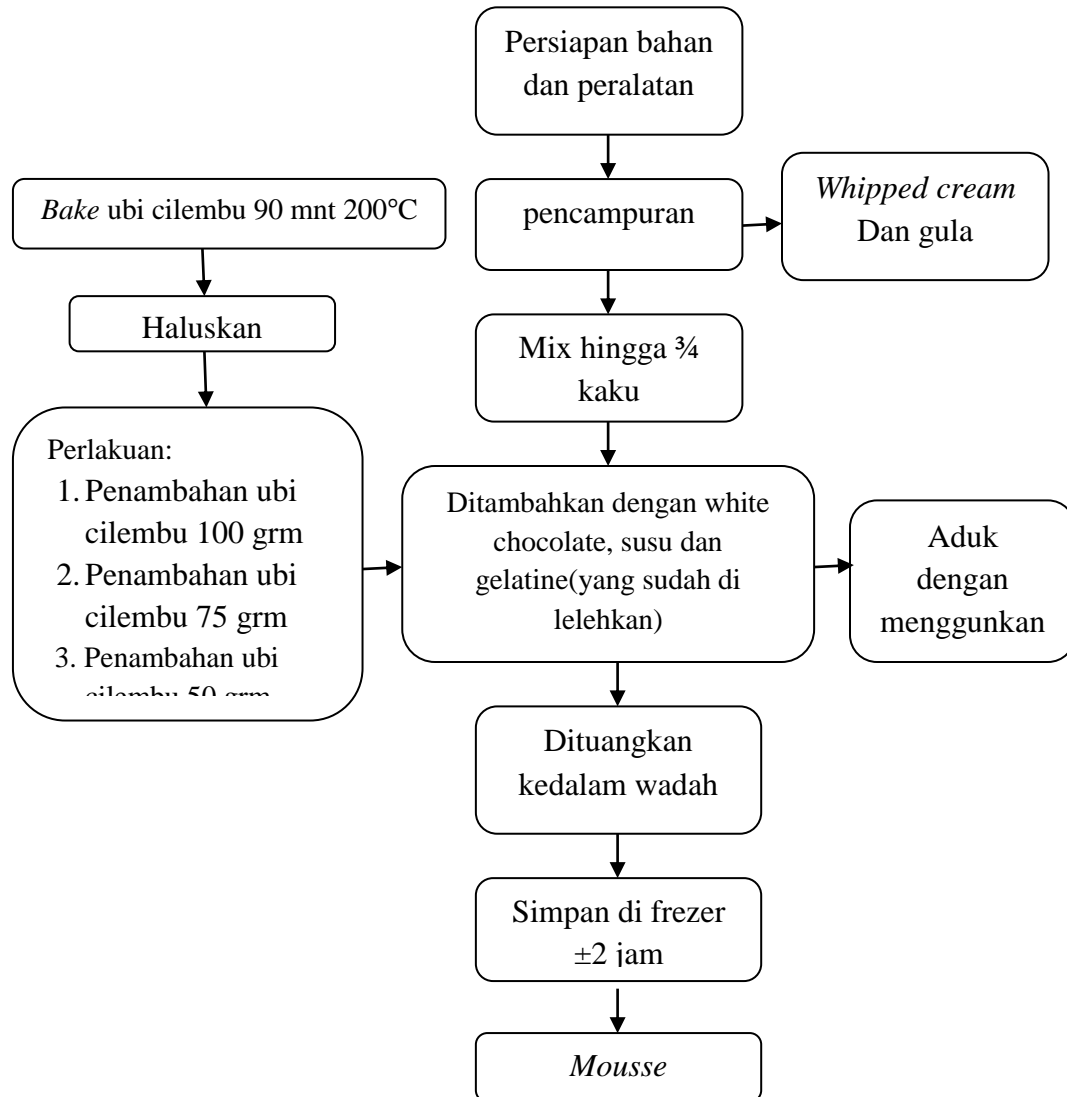 Persiapan bahan
dan peralatan
Bake ubi cilembu 90 mnt 200°C
pencampuran
Whipped cream
Dan gula
Haluskan
Mix hingga ¾
kaku
Perlakuan:
1. Penambahan ubi
cilembu 100 grm
2. Penambahan ubi
cilembu 75 grm
3. Penambahan ubi
cilembu 50 grm
Ditambahkan dengan white
chocolate, susu dan
gelatine(yang sudah di
lelehkan)
Aduk
dengan
menggunkan
Dituangkan
kedalam wadah
Simpan di frezer
±2 jam
Mousse